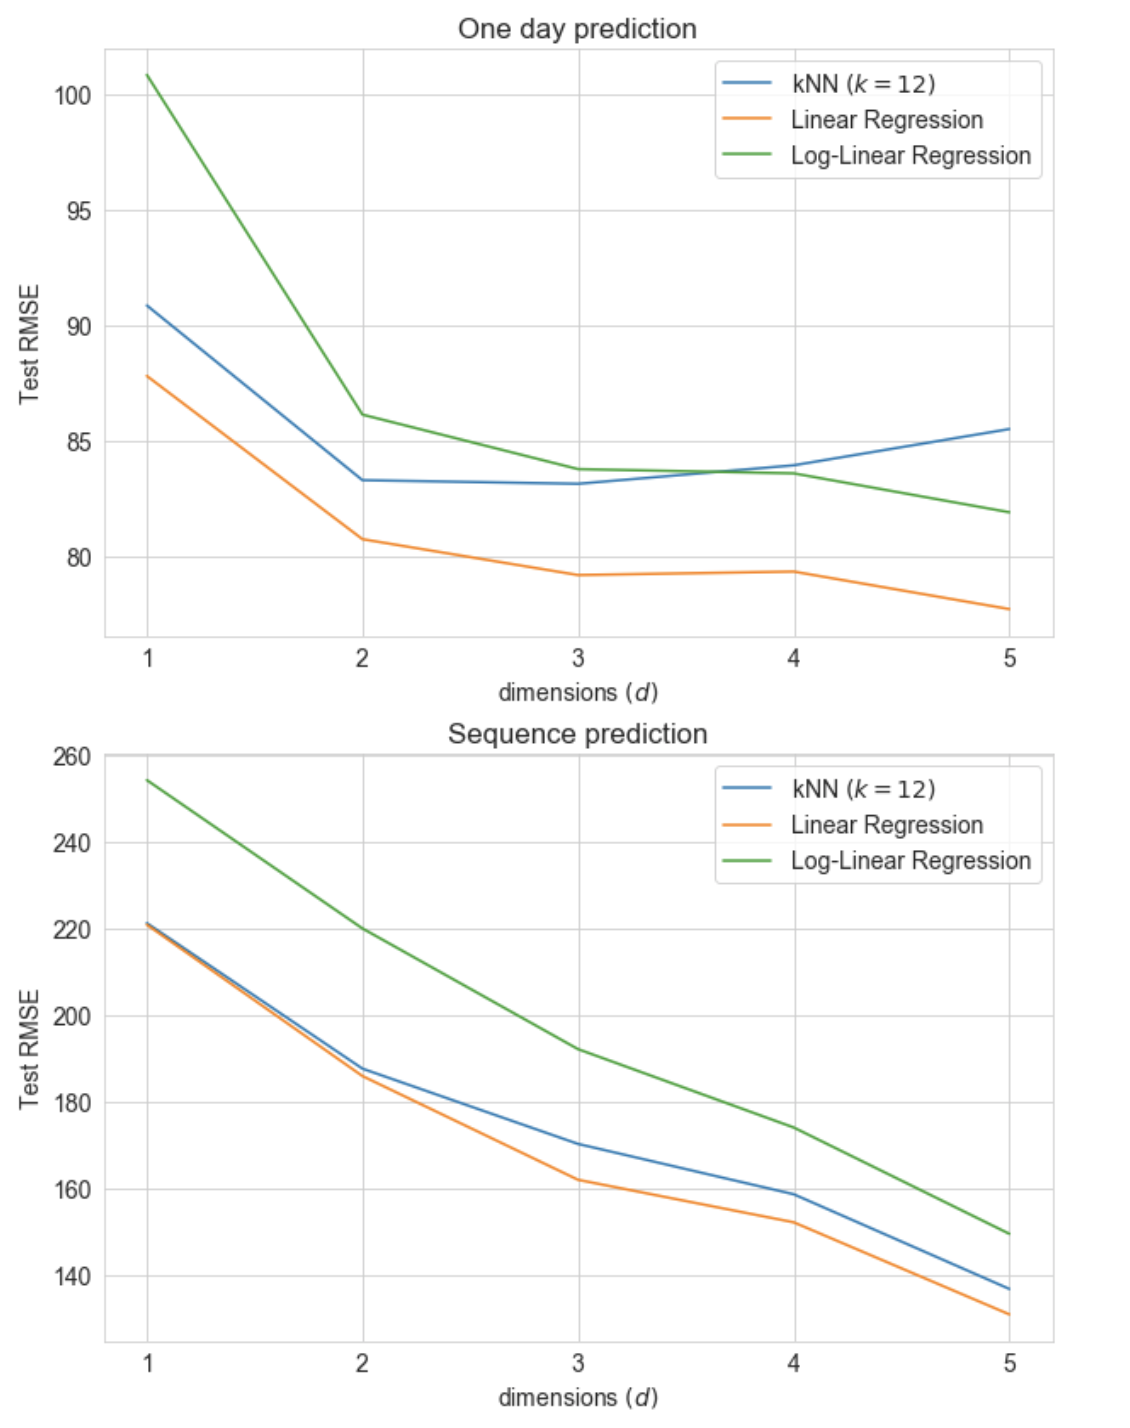 One day prediction
kNN (k = 12)
Linear Regression
Log-Linear Regression
100
95
90
85
80
Test RMSE
1 2 3 4 5
dimensions (d)
Sequence prediction
kNN (k = 12)
Linear Regression
Log-Linear Regression
260
240
220
200
180
160
140
Test RMSE
1 2 3 4 5
dimensions (d)